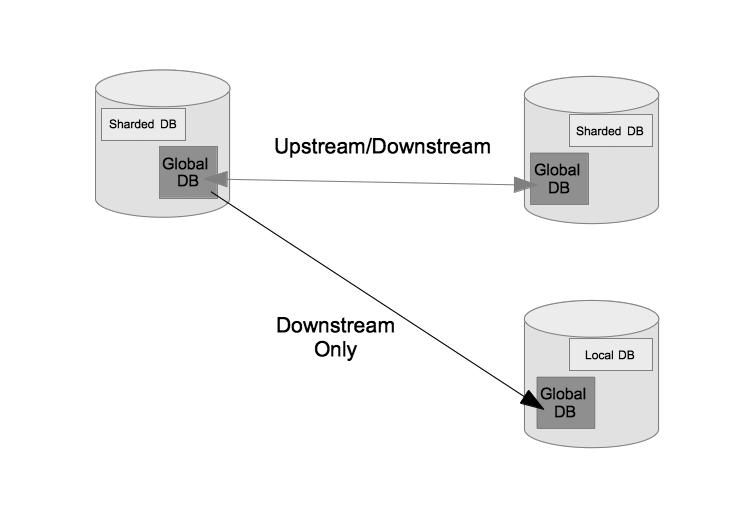 Sharded DB
Global
DB
Upstream/Downstream
Sharded DB
Global
DB
Downstream
Only
Local DB
Global
DB